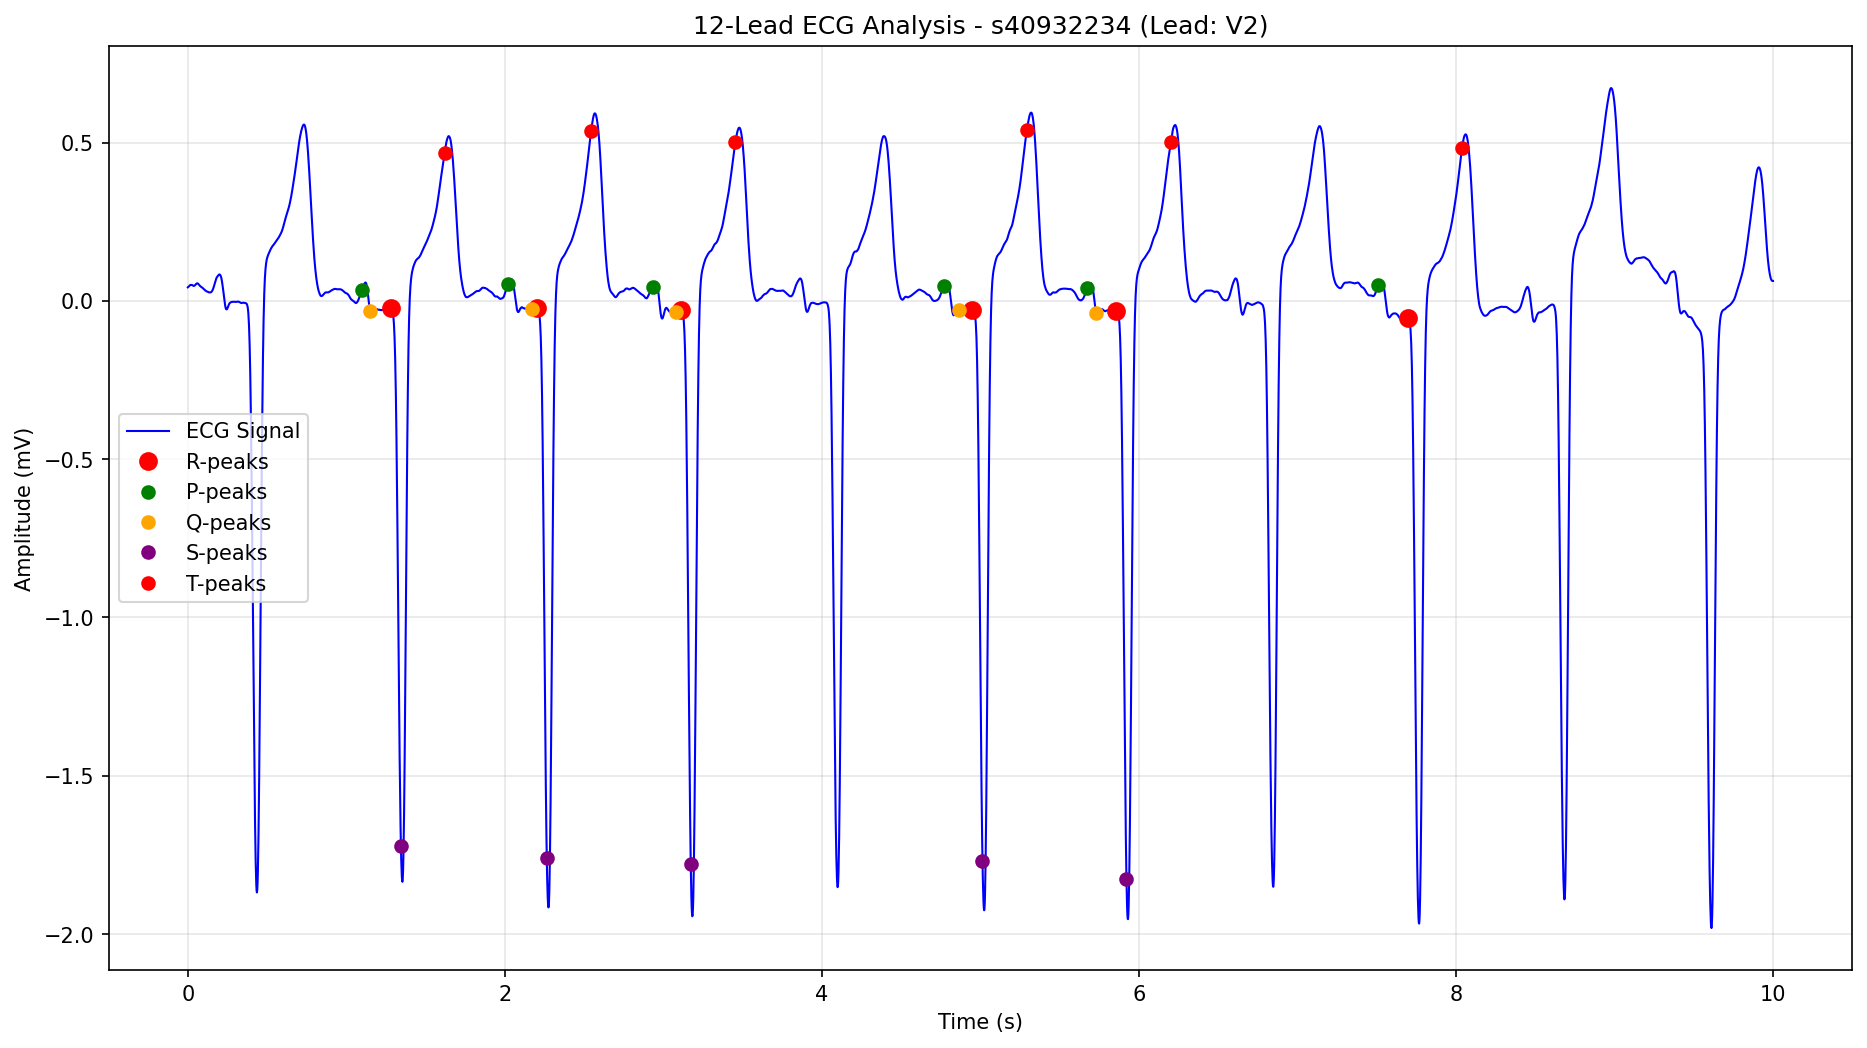 12-Lead ECG Analysis - s40932234 (Lead: V2)
Amplitude (mV)
0.5
0.0
−0.5
−1.0
−1.5
−2.0
ECG Signal
R-peaks
P-peaks
Q-peaks
S-peaks
T-peaks
0 2 4 6 8 10
Time (s)